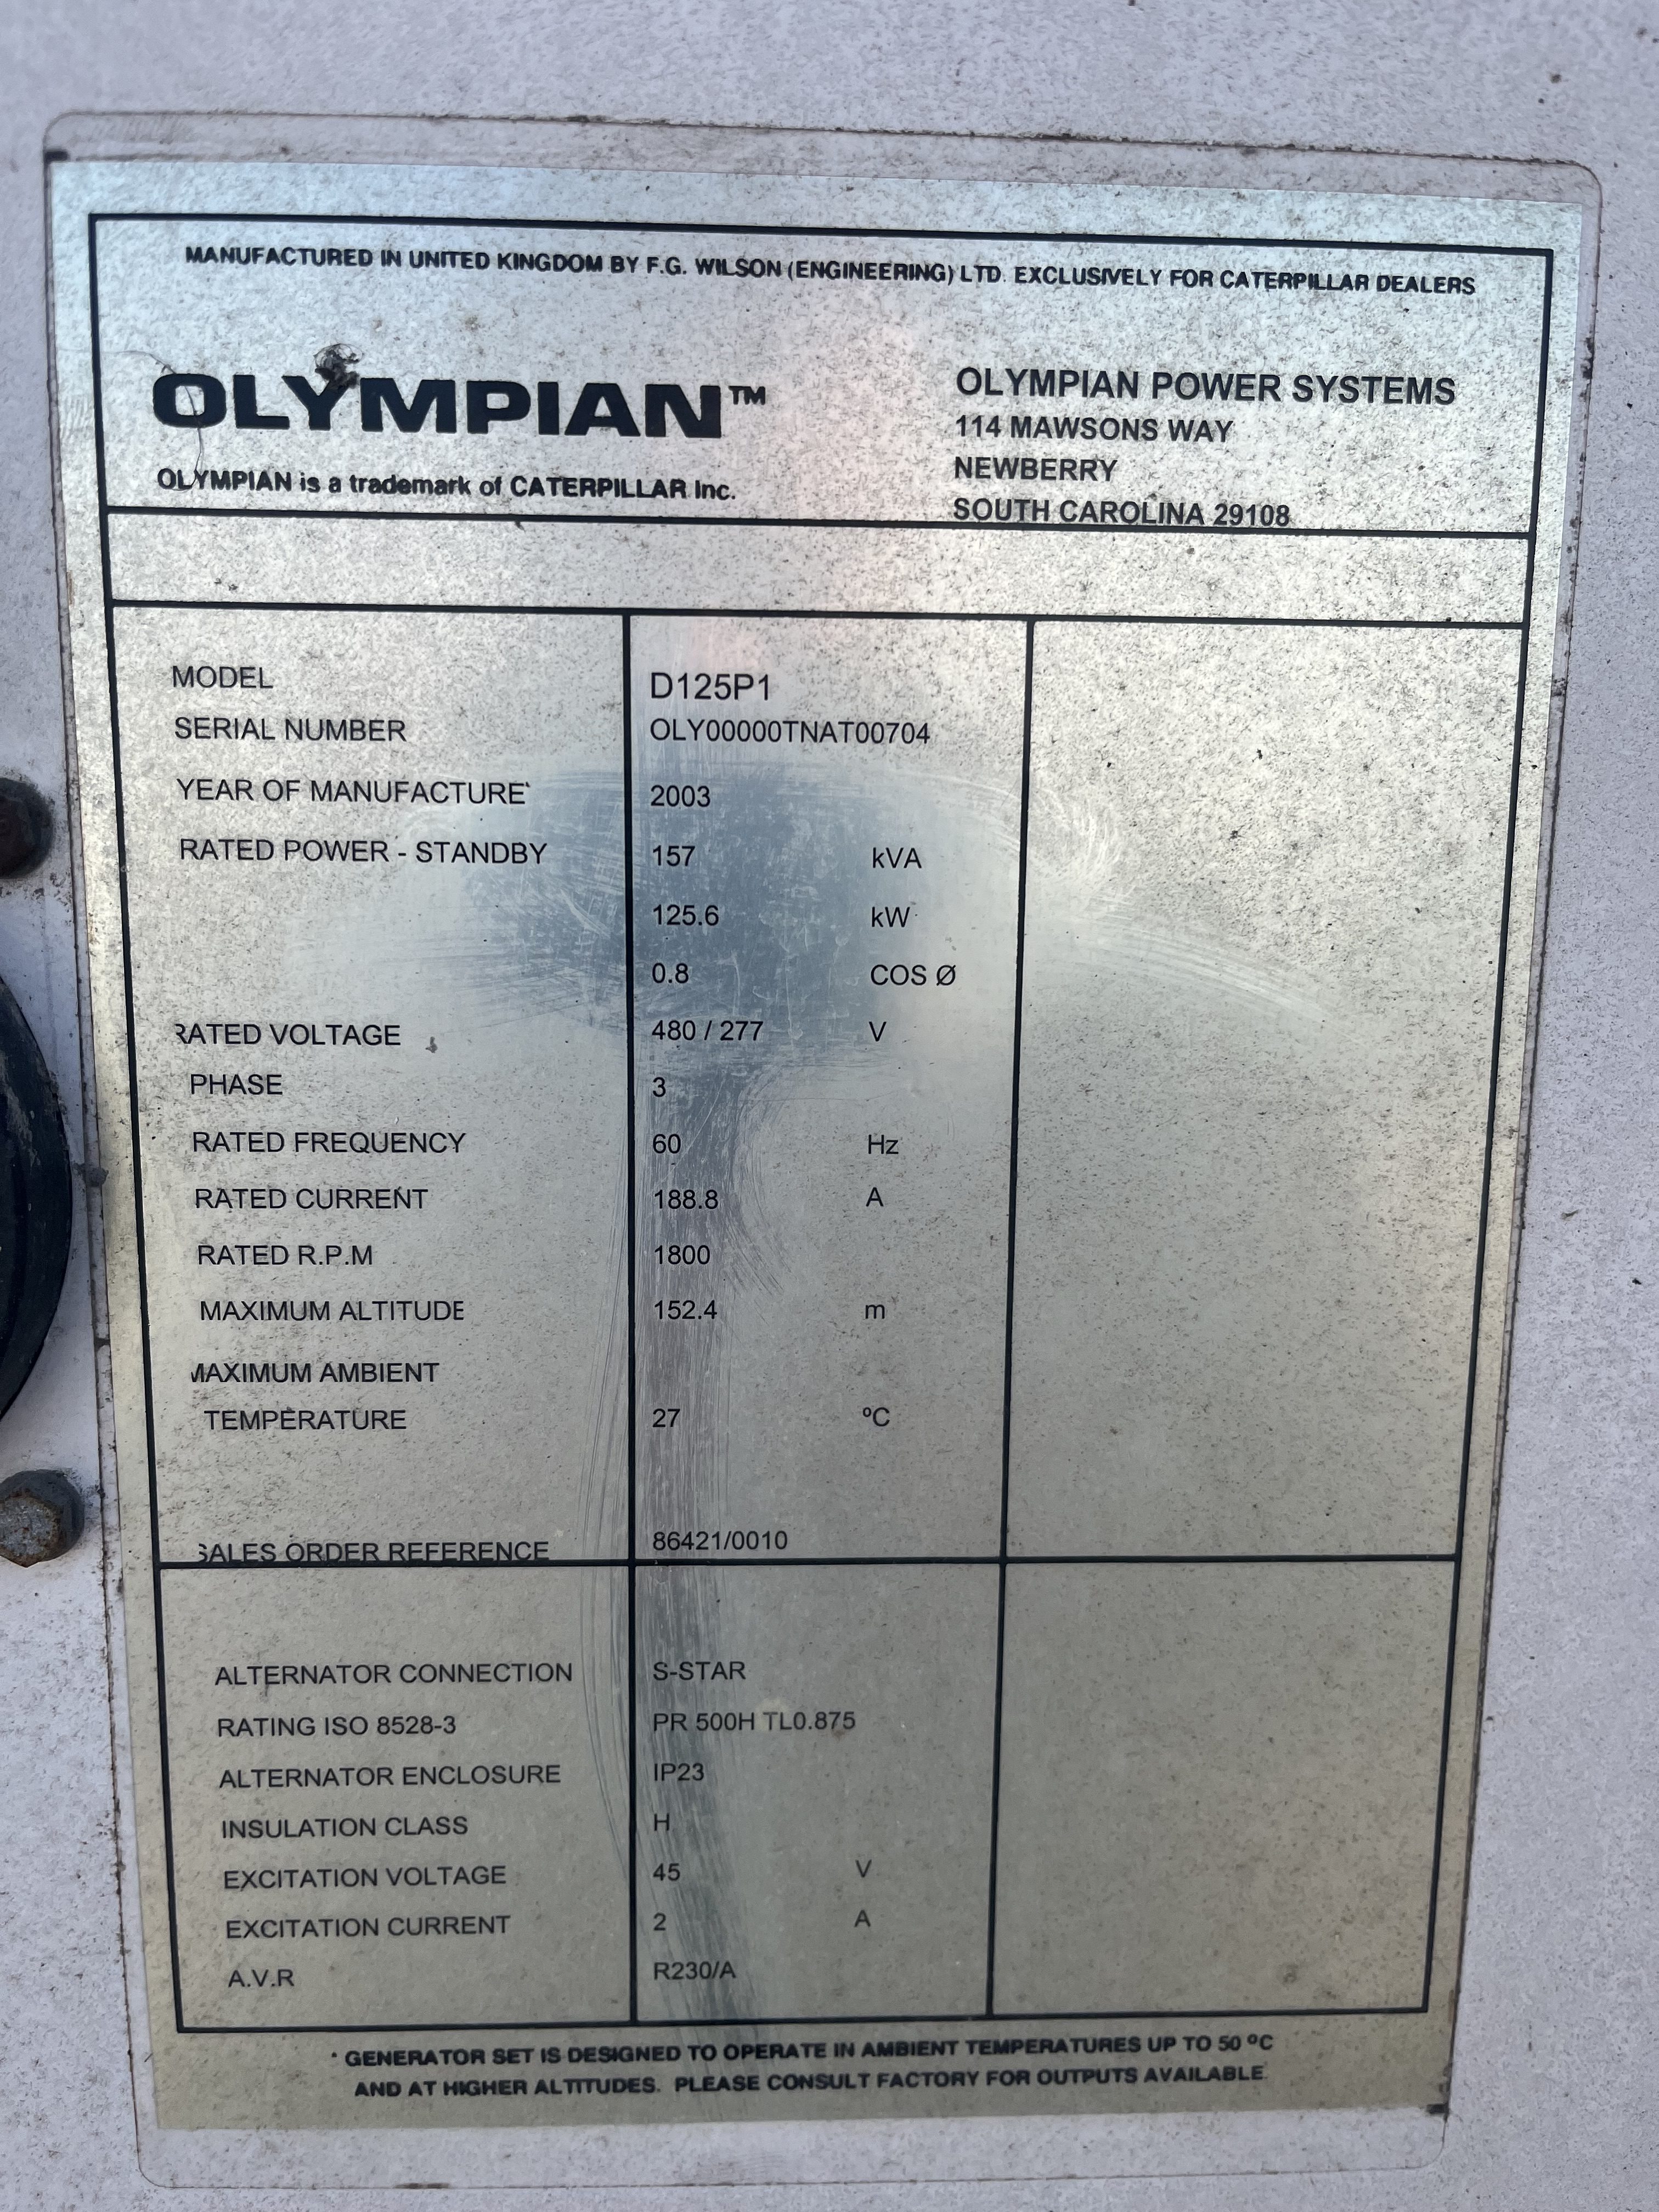 MANUFACTURED IN UNITED KINGDOM BY F.G. WILSON (ENGINEERING) LTD. EXCLUSIVELY FOR CATERPILLAR DEALERS
OLYMPIAN™
OLYMPIAN is a trademark of CATERPILLAR Inc.
OLYMPIAN POWER SYSTEMS
114 MAWSONS WAY
NEWBERRY
SOUTH CAROLINA 29108
MODEL D125P1
SERIAL NUMBER OLY00000TNAT00704
YEAR OF MANUFACTURE 2003
RATED POWER - STANDBY 157 kVA
125.6 kW
0.8 COS Ø
RATED VOLTAGE 480 / 277 V
PHASE 3
RATED FREQUENCY 60 Hz
RATED CURRENT 188.8 A
RATED R.P.M 1800
MAXIMUM ALTITUDE 152.4 m
MAXIMUM AMBIENT
TEMPERATURE 27 ºC
SALES ORDER REFERENCE 86421/0010
ALTERNATOR CONNECTION S-STAR
RATING ISO 8528-3 PR 500H TL0.875
ALTERNATOR ENCLOSURE IP23
INSULATION CLASS H
EXCITATION VOLTAGE 45 V
EXCITATION CURRENT 2 A
A.V.R R230/A
* GENERATOR SET IS DESIGNED TO OPERATE IN AMBIENT TEMPERATURES UP TO 50 ºC
AND AT HIGHER ALTITUDES. PLEASE CONSULT FACTORY FOR OUTPUTS AVAILABLE.